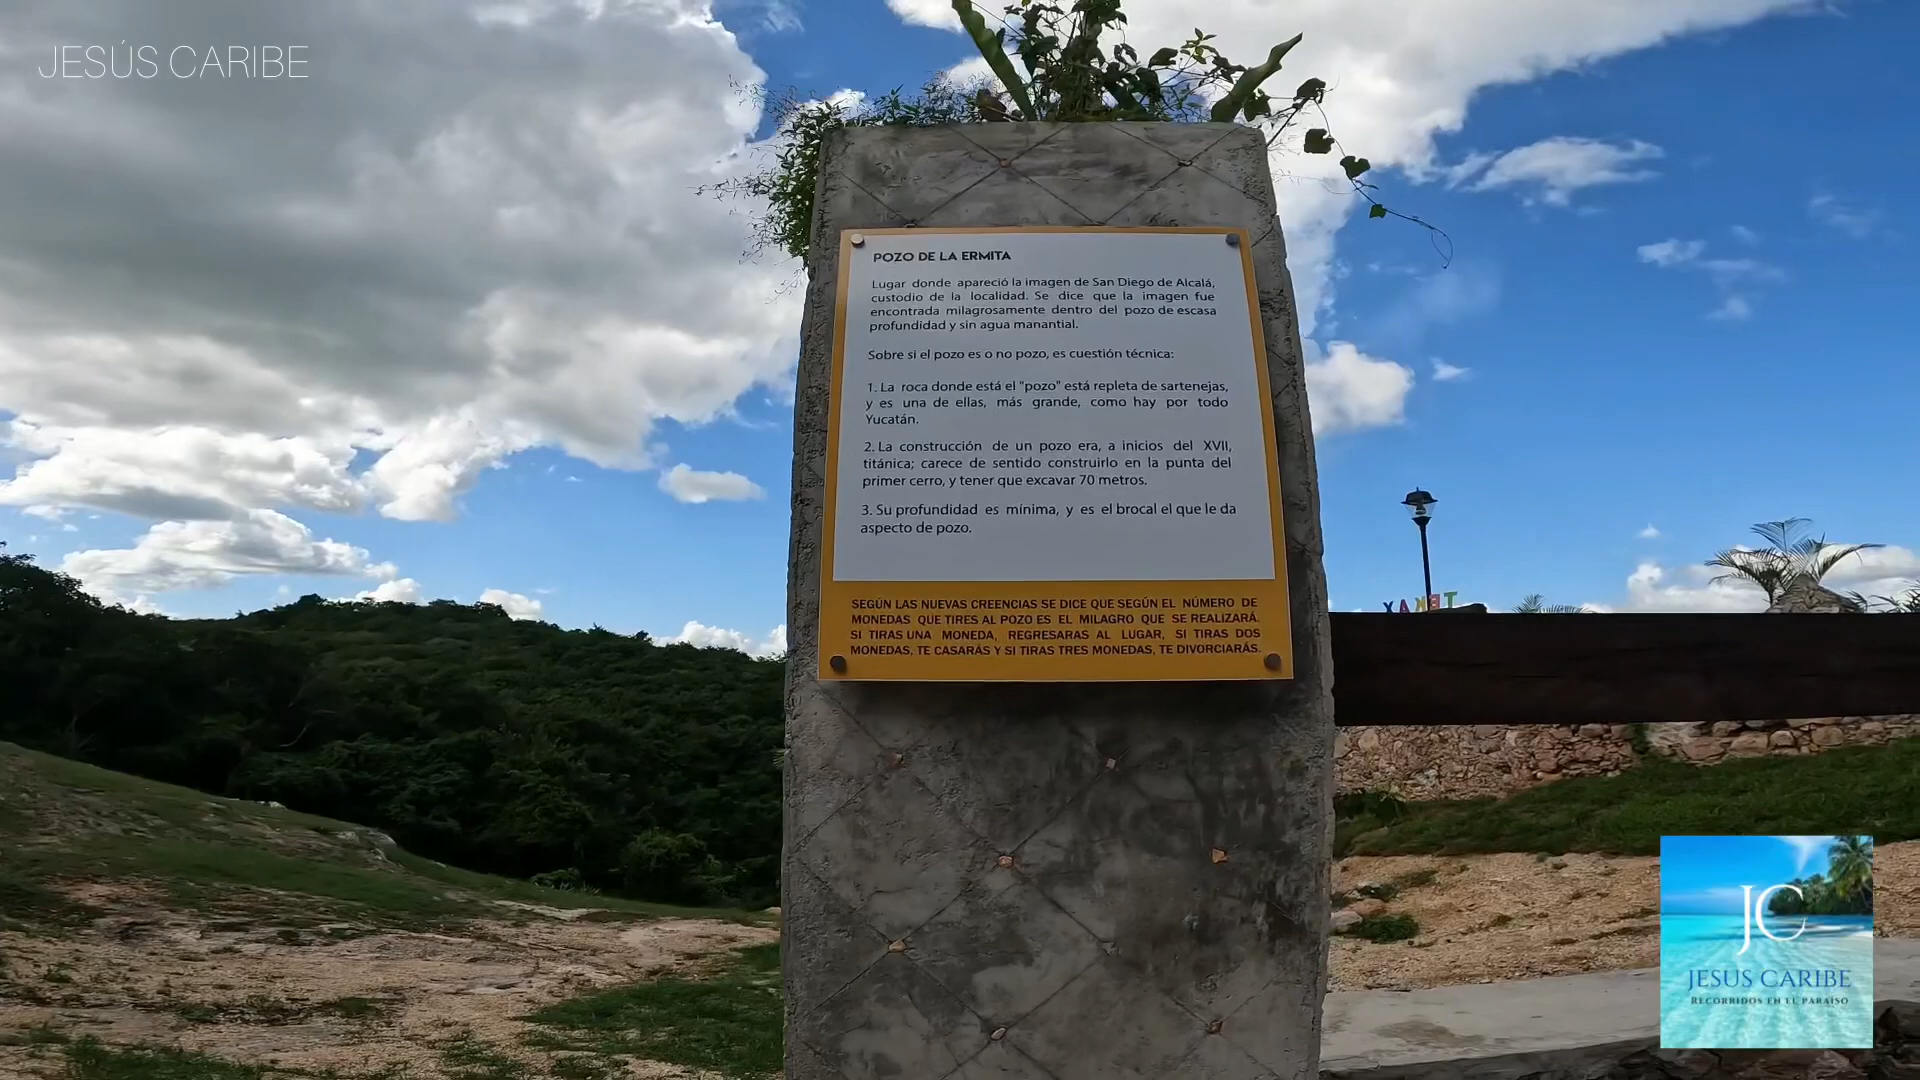 JESÚS CARIBE
POZO DE LA ERMITA
Lugar donde apareció la imagen de San Diego de Alcalá,
custodio de la localidad. Se dice que la imagen fue
encontrada milagrosamente dentro del pozo de escasa
profundidad y sin agua manantial.
Sobre si el pozo es o no pozo, es cuestión técnica:
1. La roca donde está el "pozo" está repleta de sartenejas,
y es una de ellas, más grande, como hay por todo
Yucatán.
2. La construcción de un pozo era, a inicios del XVII,
titánica; carece de sentido construirlo en la punta del
primer cerro, y tener que excavar 70 metros.
3. Su profundidad es mínima, y es el brocal el que le da
aspecto de pozo.
SEGÚN LAS NUEVAS CREENCIAS SE DICE QUE SEGÚN EL NÚMERO DE
MONEDAS QUE TIRES AL POZO ES EL MILAGRO QUE SE REALIZARÁ.
SI TIRAS UNA MONEDA, REGRESARAS AL LUGAR, SI TIRAS DOS
MONEDAS, TE CASARÁS Y SI TIRAS TRES MONEDAS, TE DIVORCIARÁS.
TEKAX
JC
JESUS CARIBE
RECORRIDOS EN EL PARAISO